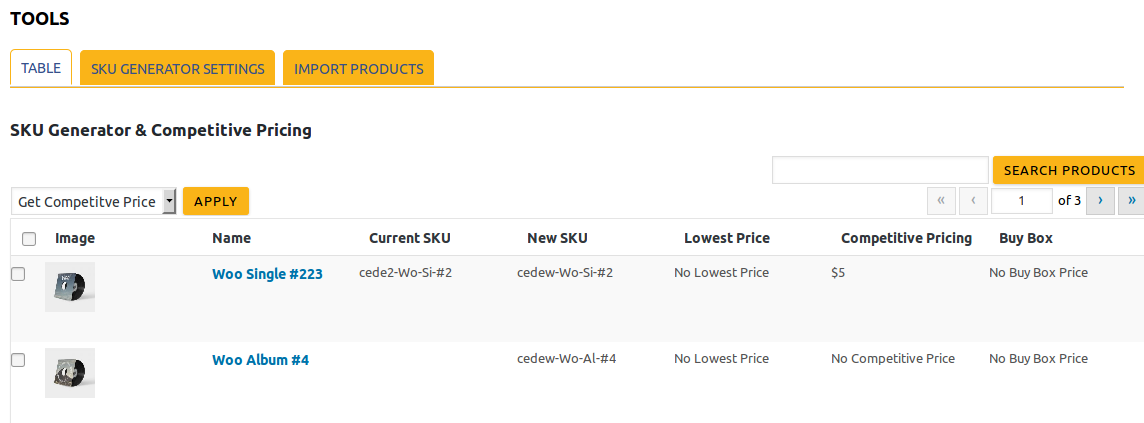 TOOLS
TABLE SKU GENERATOR SETTINGS IMPORT PRODUCTS
SKU Generator & Competitive Pricing
SEARCH PRODUCTS
Get Competitve Price APPLY « ‹ 1 of 3 › »
Image Name Current SKU New SKU Lowest Price Competitive Pricing Buy Box
Woo Single #223 cede2-Wo-Si-#2 cedew-Wo-Si-#2 No Lowest Price $5 No Buy Box Price
Woo Album #4 cedew-Wo-Al-#4 No Lowest Price No Competitive Price No Buy Box Price